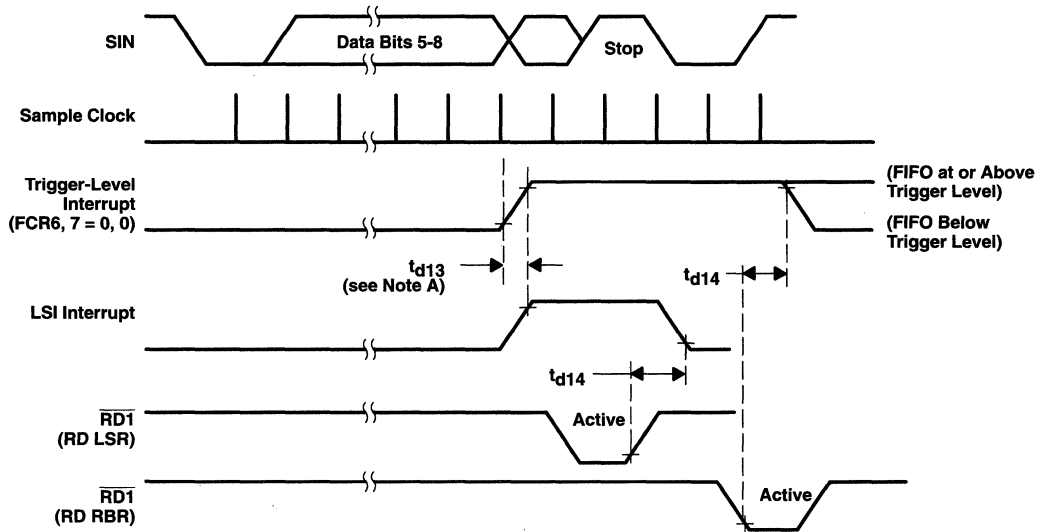 SIN
Data Bits 5-8
Stop
Sample Clock
Trigger-Level
Interrupt
(FCR6, 7 = 0, 0)
(FIFO at or Above
Trigger Level)
(FIFO Below
Trigger Level)
td13
(see Note A)
td14
LSI Interrupt
td14
RD1
(RD LSR)
Active
RD1
(RD RBR)
Active